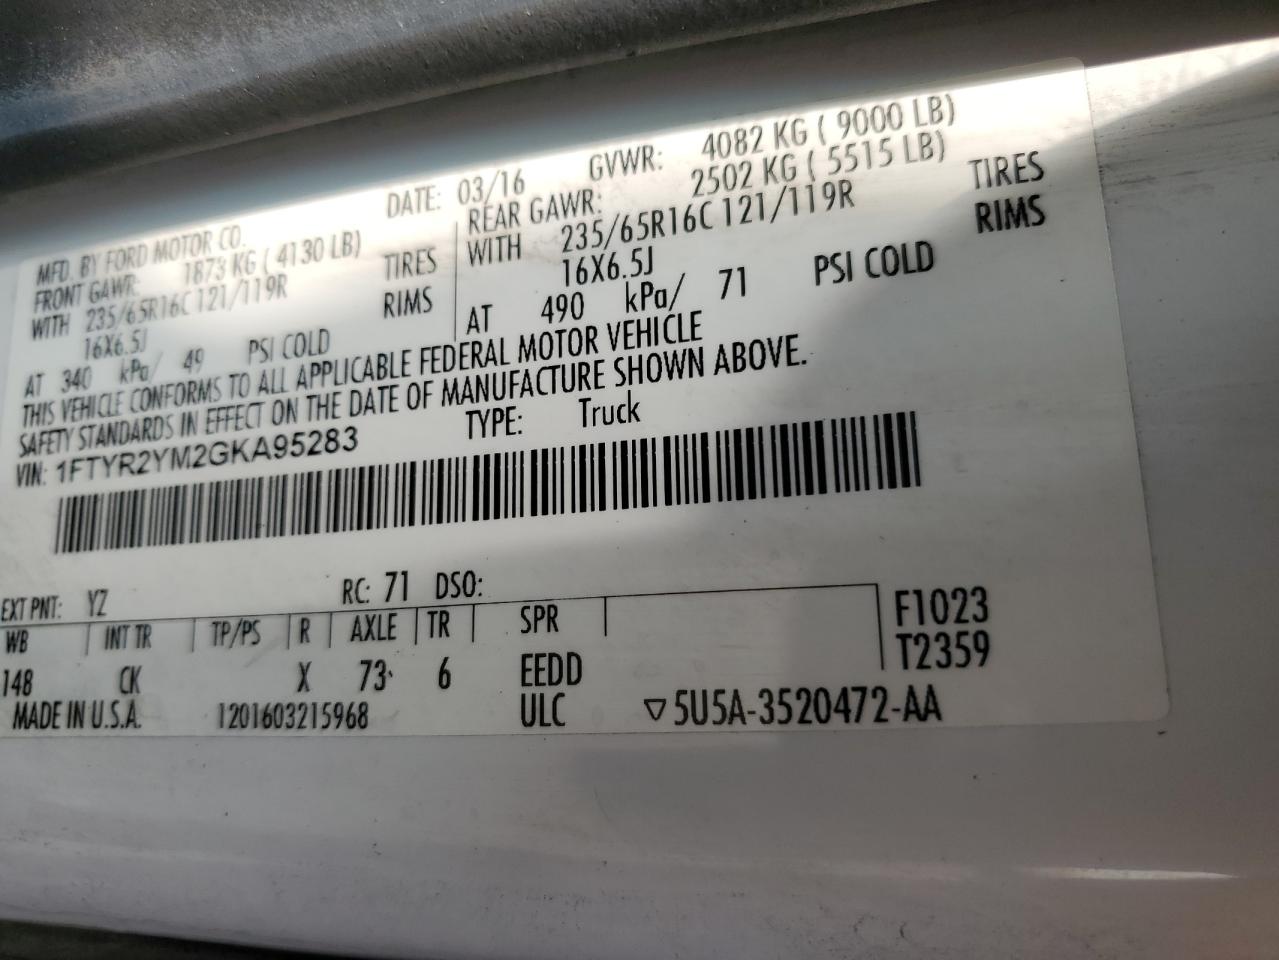 MFD. BY FORD MOTOR CO.
DATE: 03/16 GVWR: 4082 KG ( 9000 LB)
FRONT GAWR: 1873 KG ( 4130 LB)
WITH 235/65R16C 121/119R TIRES
16X6.5J RIMS
AT 340 kPa/ 49 PSI COLD
REAR GAWR: 2502 KG ( 5515 LB)
WITH 235/65R16C 121/119R TIRES
16X6.5J RIMS
AT 490 kPa/ 71 PSI COLD
THIS VEHICLE CONFORMS TO ALL APPLICABLE FEDERAL MOTOR VEHICLE
SAFETY STANDARDS IN EFFECT ON THE DATE OF MANUFACTURE SHOWN ABOVE.
VIN: 1FTYR2YM2GKA95283 TYPE: Truck
EXT PNT: YZ RC: 71 DSO:
WB INT TR TP/PS R AXLE TR SPR F1023
148 CK X 73 6 EEDD T2359
MADE IN U.S.A. 1201603215968 ULC ▽5U5A-3520472-AA